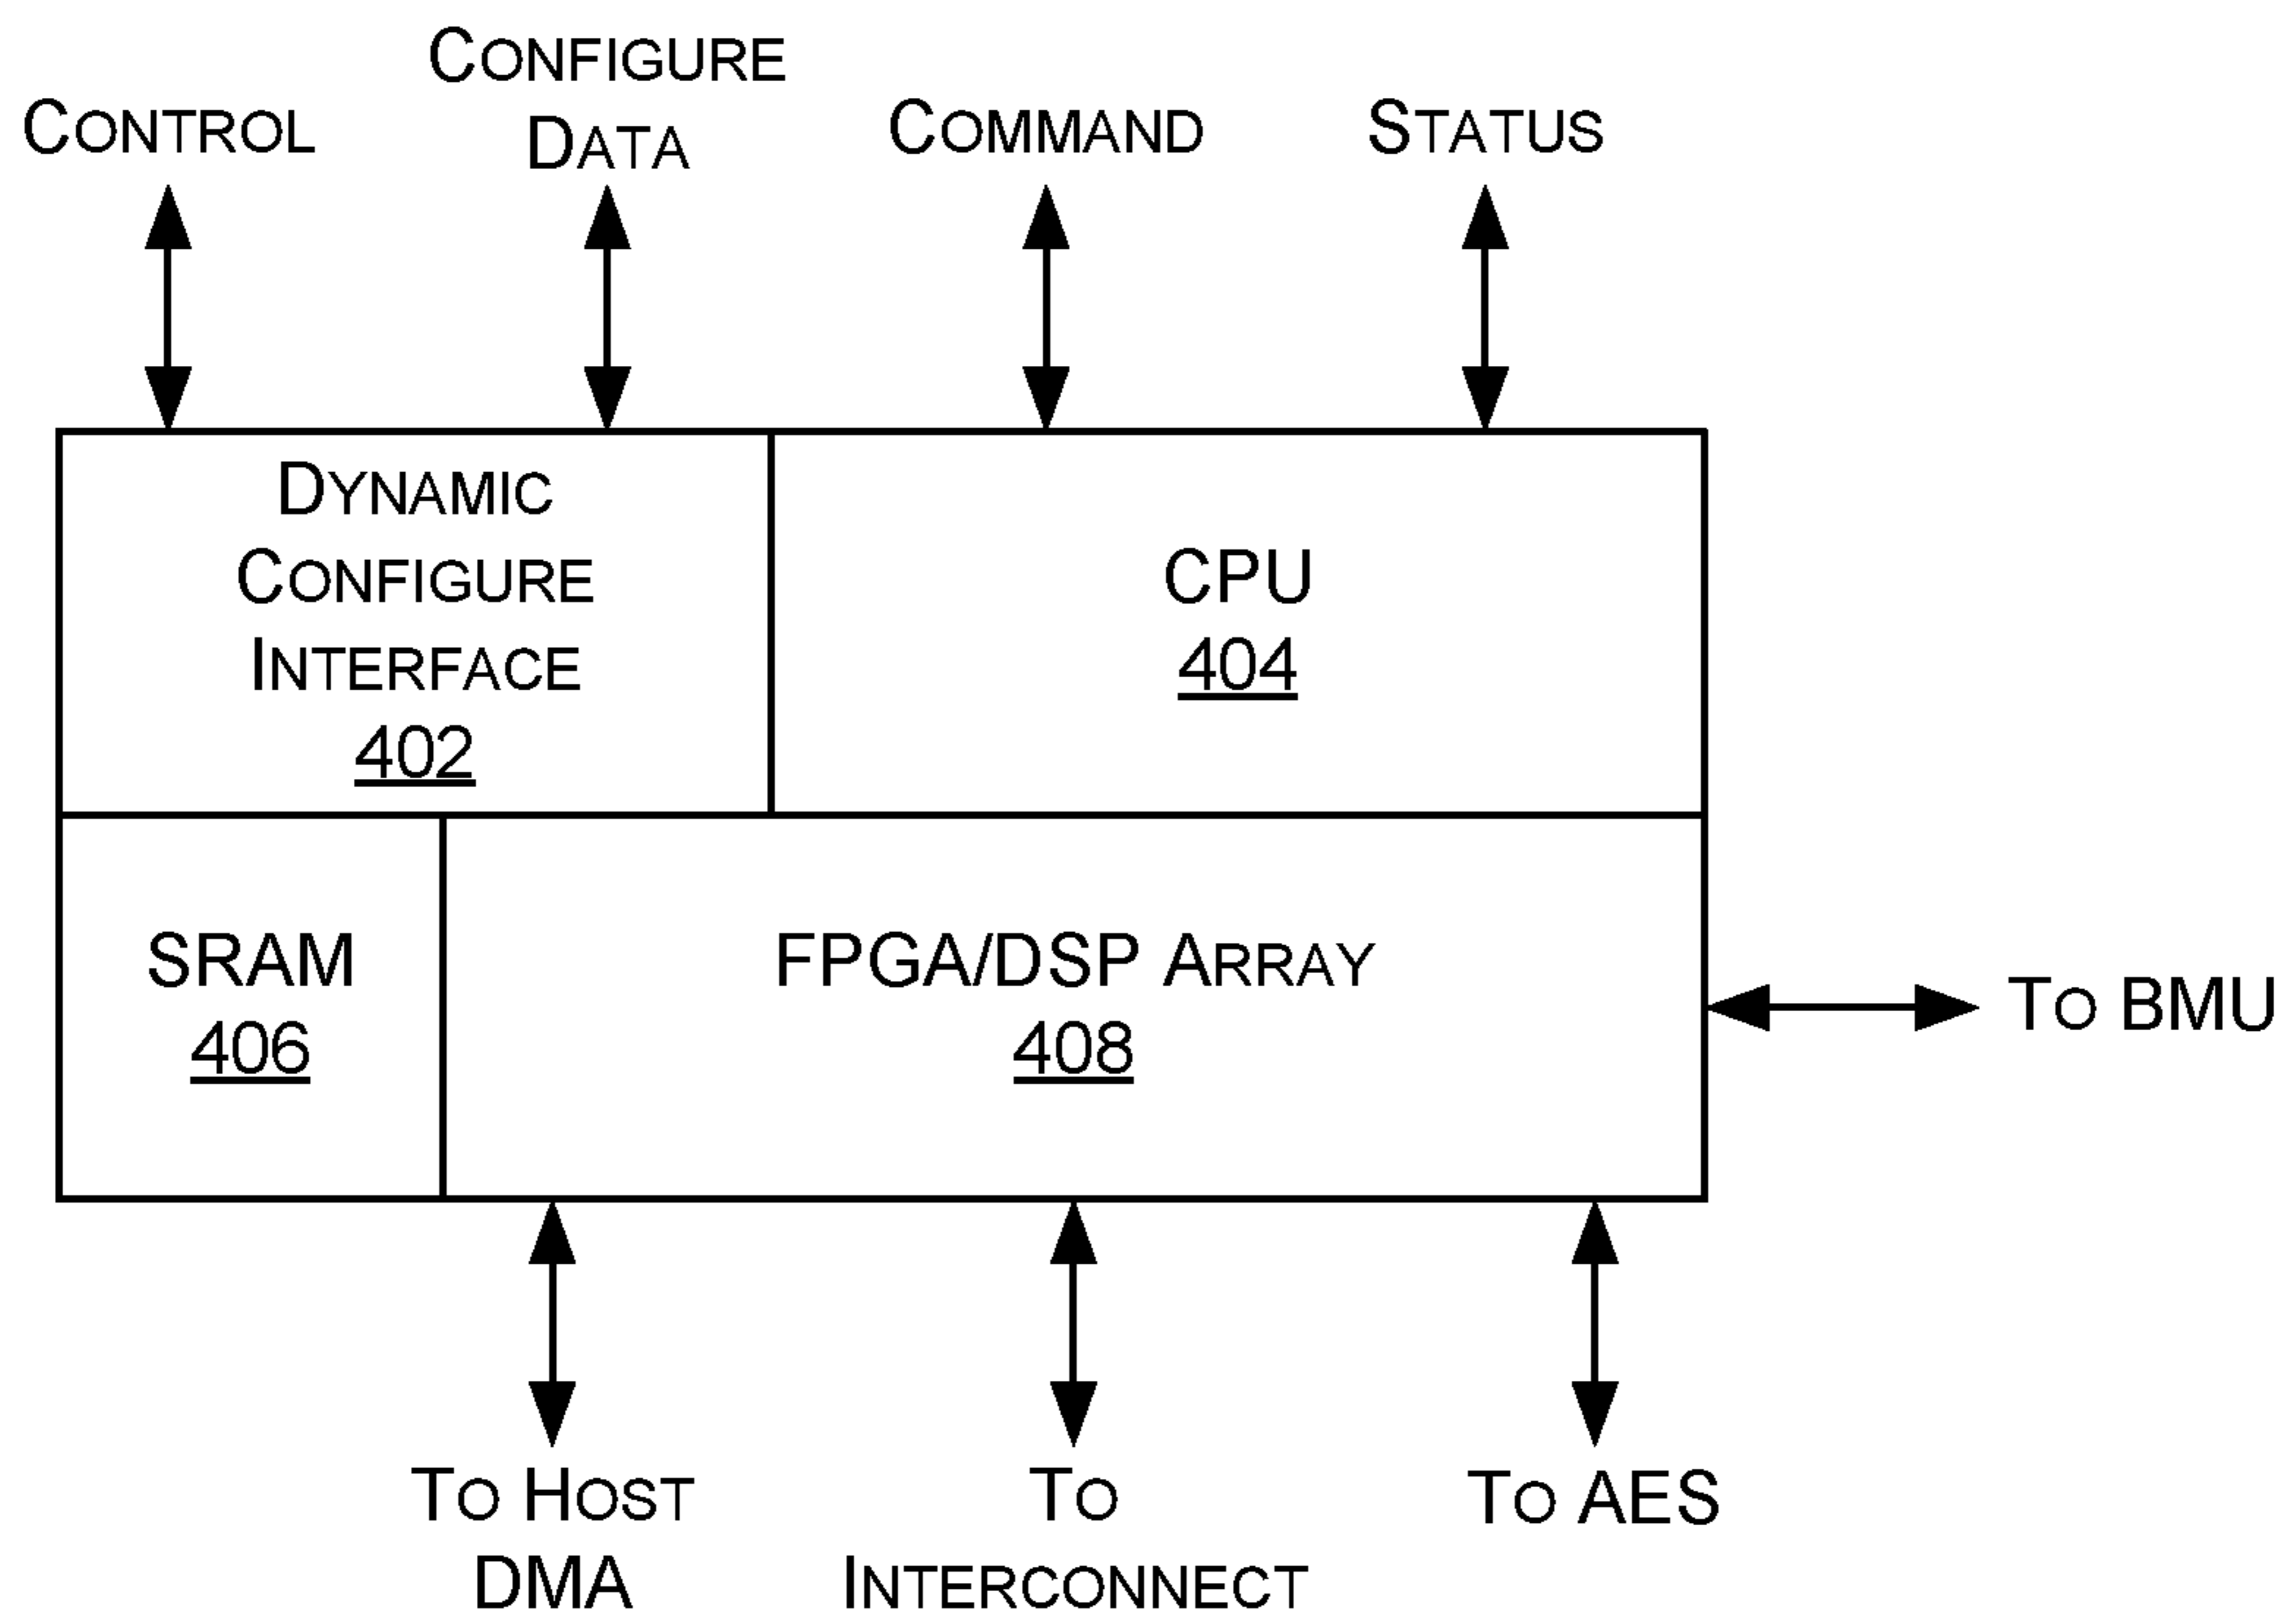 CONTROL
CONFIGURE
DATA
COMMAND
STATUS
DYNAMIC
CONFIGURE
INTERFACE
402
CPU
404
SRAM
406
FPGA/DSP ARRAY
408
TO BMU
TO HOST
DMA
TO
INTERCONNECT
TO AES